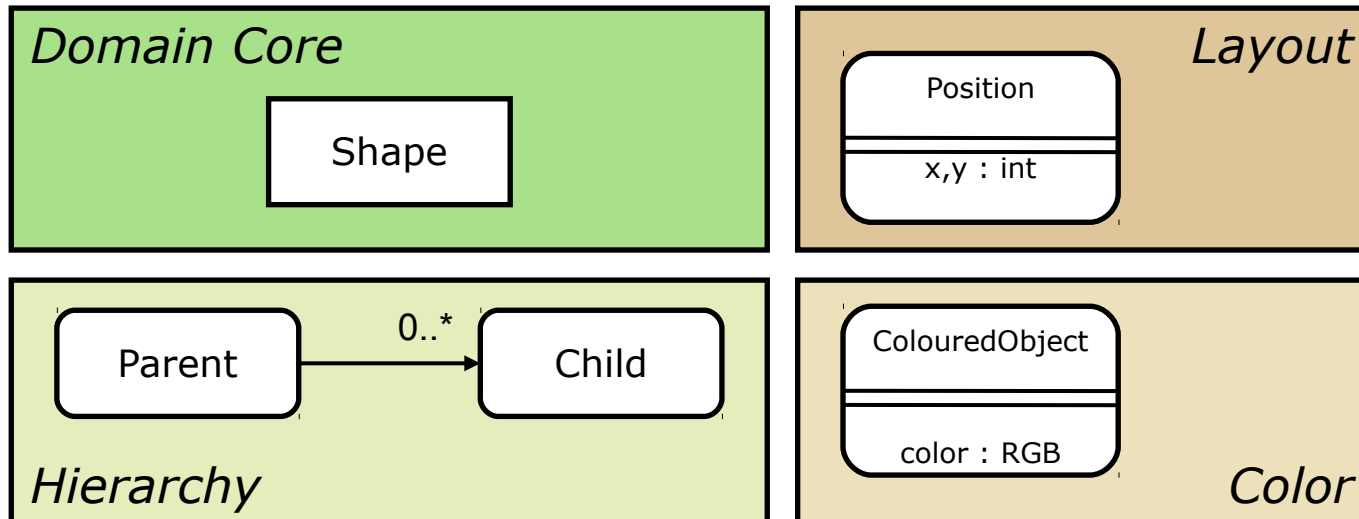 Domain Core
Shape
Layout
Position
x,y : int
Parent
0..*
Child
Hierarchy
ColouredObject
color : RGB
Color